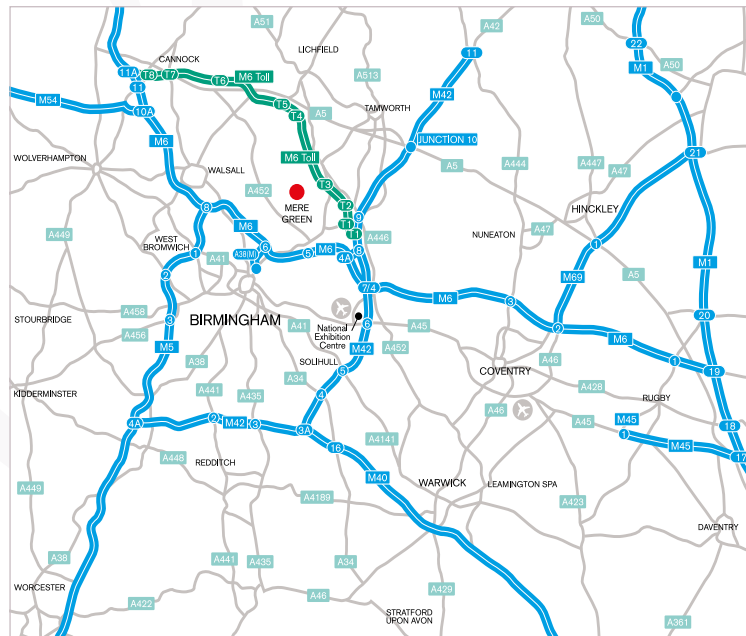 A51
A42
A50
22
CANNOCK
LICHFIELD
11
A50
M1
11A
T8
T7
T6
M6 Toll
A513
11
M42
M54
10A
T5
T4
A5
TAMWORTH
M6
JUNCTION 10
A444
A447
21
WOLVERHAMPTON
M6 Toll
A5
A47
WALSALL
A452
T3
MERE
GREEN
8
T2
9
HINCKLEY
A449
M6
T1
T1
A446
NUNEATON
A47
1
WEST
BROMWICH
1
A41
A38(M)
6
5
M6
4A
8
M1
2
M69
A5
7/4
M6
3
A458
3
BIRMINGHAM
National
Exhibition
Centre
6
A45
2
20
STOURBRIDGE
A456
A41
M6
M5
SOLIHULL
M42
A452
A46
1
A38
5
COVENTRY
19
KIDDERMINSTER
A441
A435
A34
4
A428
RUGBY
A46
4A
2
M42
3
3A
A45
M45
18
A4141
1
M45
17
16
A448
REDDITCH
M40
WARWICK
LEAMINGTON SPA
A449
A4189
A423
DAVENTRY
A38
A441
A435
A34
WORCESTER
A429
A422
A46
STRATFORD
UPON AVON
A361